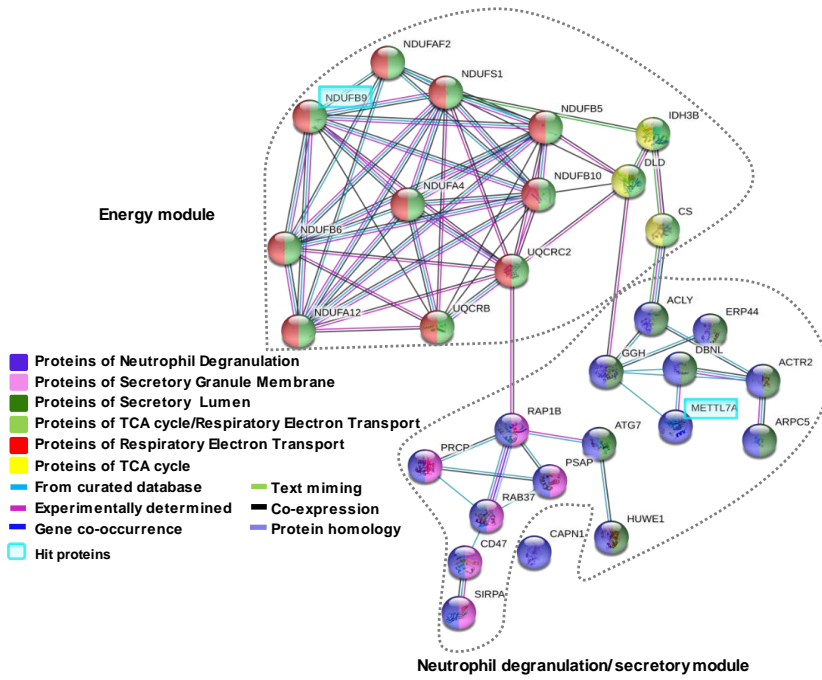 NDUFAF2
NDUFS1
NDUFB9
NDUFB5
IDH3B
DLD
NDUFB10
NDUFA4
Energy module
CS
NDUFB6
UQCRC2
ACLY
ERP44
NDUFA12
UQCRB
GGH
DBNL
ACTR2
Proteins of Neutrophil Degranulation
Proteins of Secretory Granule Membrane
Proteins of Secretory Lumen
Proteins of TCA cycle/Respiratory Electron Transport
Proteins of Respiratory Electron Transport
Proteins of TCA cycle
From curated database
Text miming
Experimentally determined
Co-expression
Gene co-occurrence
Protein homology
Hit proteins
METTL7A
ARPC5
RAP1B
ATG7
PRCP
PSAP
RAB37
HUWE1
CD47
CAPN1
SIRPA
Neutrophil degranulation/secretory module